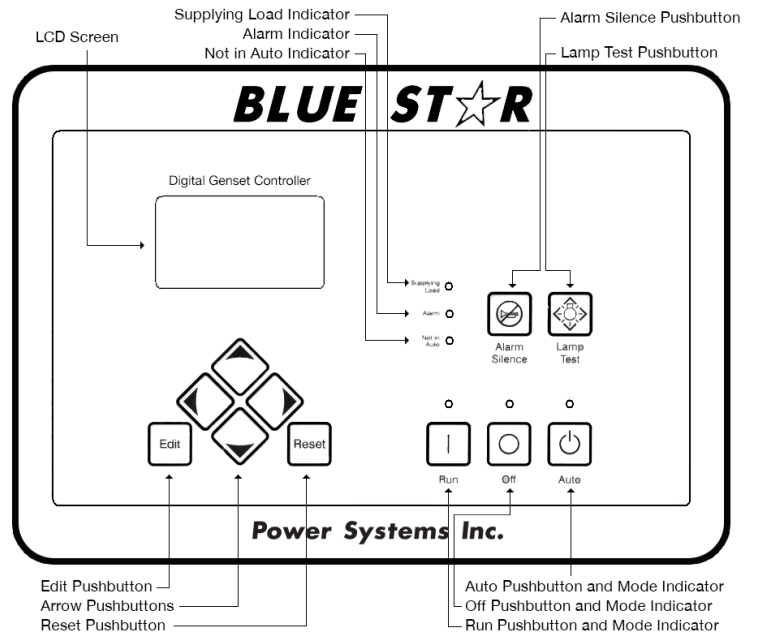 Supplying Load Indicator
Alarm Indicator
Not in Auto Indicator
LCD Screen
Alarm Silence Pushbutton
Lamp Test Pushbutton
BLUE ST☆R
Digital Genset Controller
Supplying
Load
Alarm
Not in
Auto
Alarm
Silence
Lamp
Test
Edit
Reset
Run
Off
Auto
Power Systems Inc.
Edit Pushbutton
Arrow Pushbuttons
Reset Pushbutton
Auto Pushbutton and Mode Indicator
Off Pushbutton and Mode Indicator
Run Pushbutton and Mode Indicator